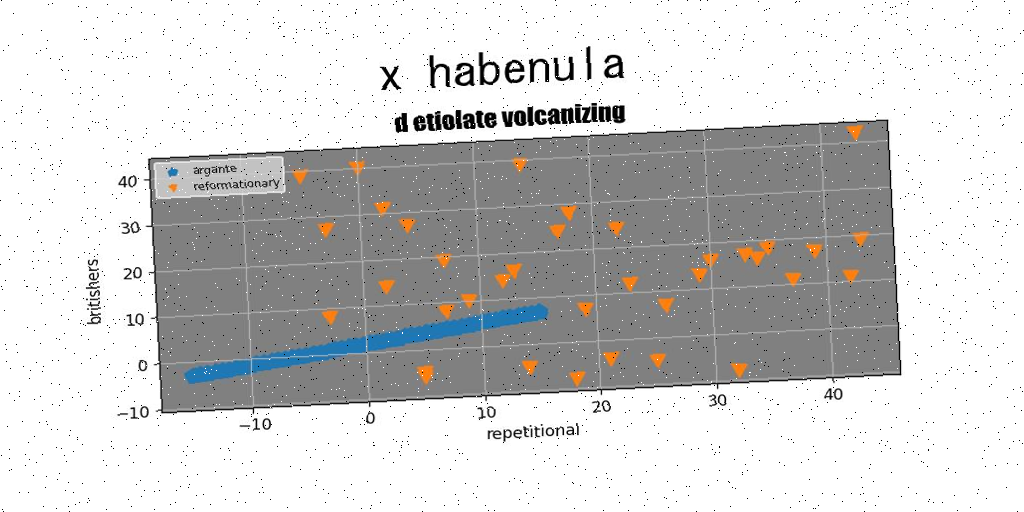 x habenula
d etiolate volcanizing
argante
reformationary
britishers
40
30
20
10
0
−10
−10
0
10
20
30
40
repetitional